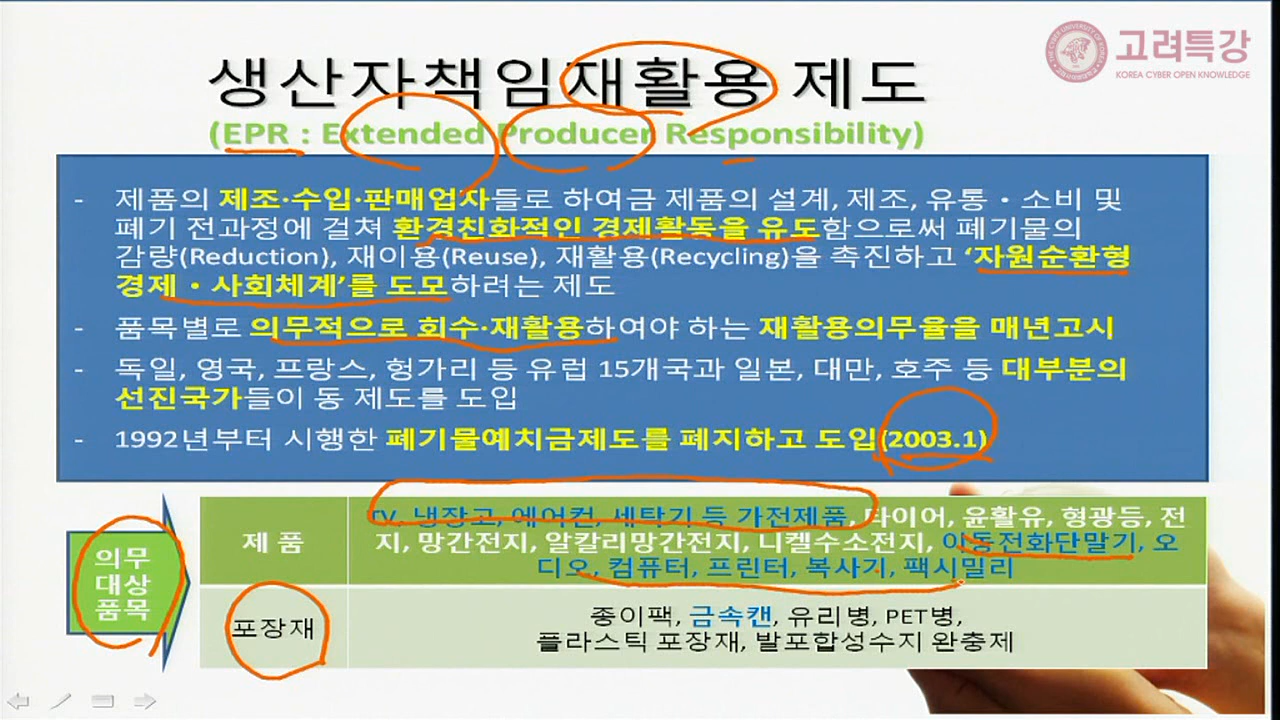 고려특강
KOREA CYBER OPEN KNOWLEDGE
생산자책임재활용 제도
(EPR : Extended Producer Responsibility)
- 제품의 제조·수입·판매업자들로 하여금 제품의 설계, 제조, 유통·소비 및
폐기 전과정에 걸쳐 환경친화적인 경제활동을 유도함으로써 폐기물의
감량(Reduction), 재이용(Reuse), 재활용(Recycling)을 촉진하고 ‘자원순환형
경제·사회체계’를 도모하려는 제도
- 품목별로 의무적으로 회수·재활용하여야 하는 재활용의무율을 매년고시
- 독일, 영국, 프랑스, 헝가리 등 유럽 15개국과 일본, 대만, 호주 등 대부분의
선진국가들이 동 제도를 도입
- 1992년부터 시행한 폐기물예치금제도를 폐지하고 도입(2003.1)
의무
대상
품목
제 품
TV, 냉장고, 에어컨, 세탁기 등 가전제품, 타이어, 윤활유, 형광등, 전
지, 망간전지, 알칼리망간전지, 니켈수소전지, 이동전화단말기, 오
디오, 컴퓨터, 프린터, 복사기, 팩시밀리
포장재
종이팩, 금속캔, 유리병, PET병,
플라스틱 포장재, 발포합성수지 완충제